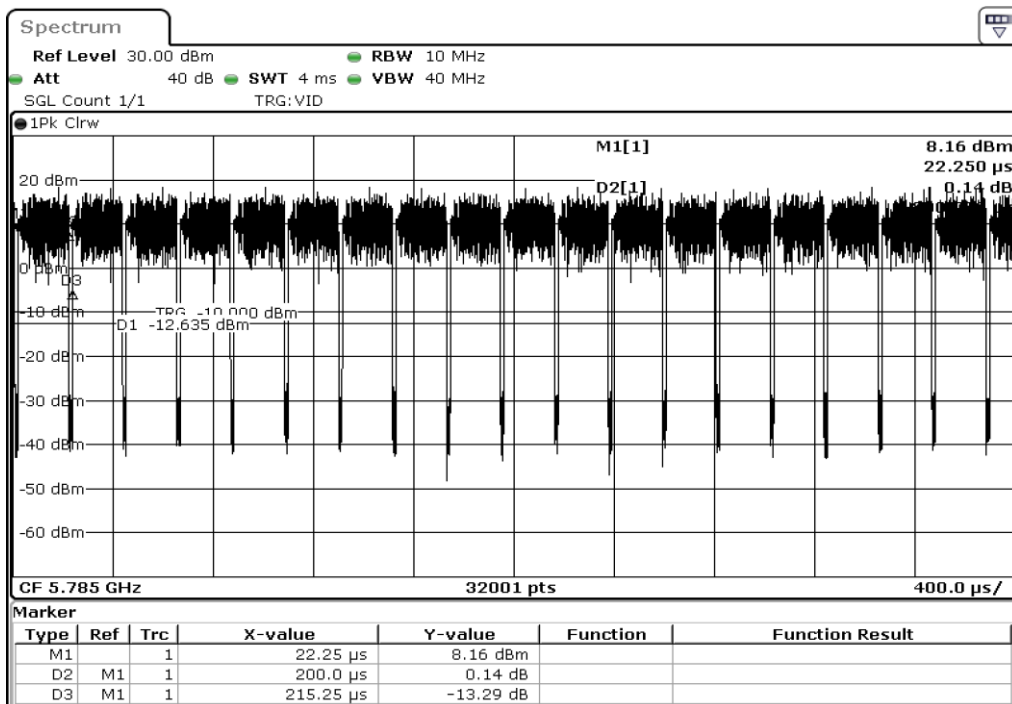 Spectrum
Ref Level 30.00 dBm RBW 10 MHz
Att 40 dB SWT 4 ms VBW 40 MHz
SGL Count 1/1 TRG:VID
1Pk Clrw
M1[1] 8.16 dBm
22.250 µs
20 dBm D2[1] 0.14 dB
0 dBm
D3
-10 dBm TRG -10.000 dBm
D1 -12.635 dBm
-20 dBm
-30 dBm
-40 dBm
-50 dBm
-60 dBm
CF 5.785 GHz 32001 pts 400.0 µs/
Marker
Type Ref Trc X-value Y-value Function Function Result
M1 1 22.25 µs 8.16 dBm
D2 M1 1 200.0 µs 0.14 dB
D3 M1 1 215.25 µs -13.29 dB